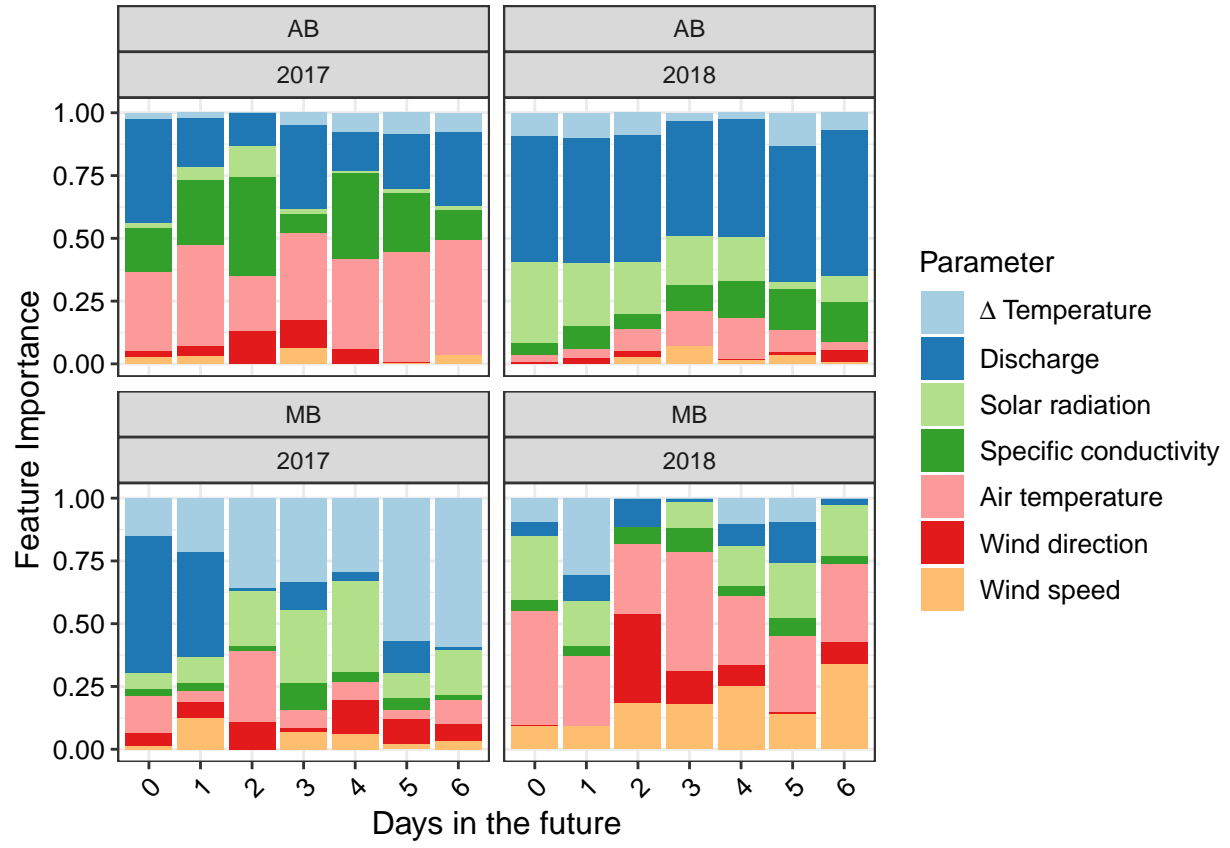 AB
AB
2017
2018
1.00
0.75
0.50
0.25
0.00
MB
MB
2017
2018
1.00
0.75
0.50
0.25
0.00
0 1 2 3 4 5 6
0 1 2 3 4 5 6
Days in the future
Feature Importance
Parameter
Δ Temperature
Discharge
Solar radiation
Specific conductivity
Air temperature
Wind direction
Wind speed